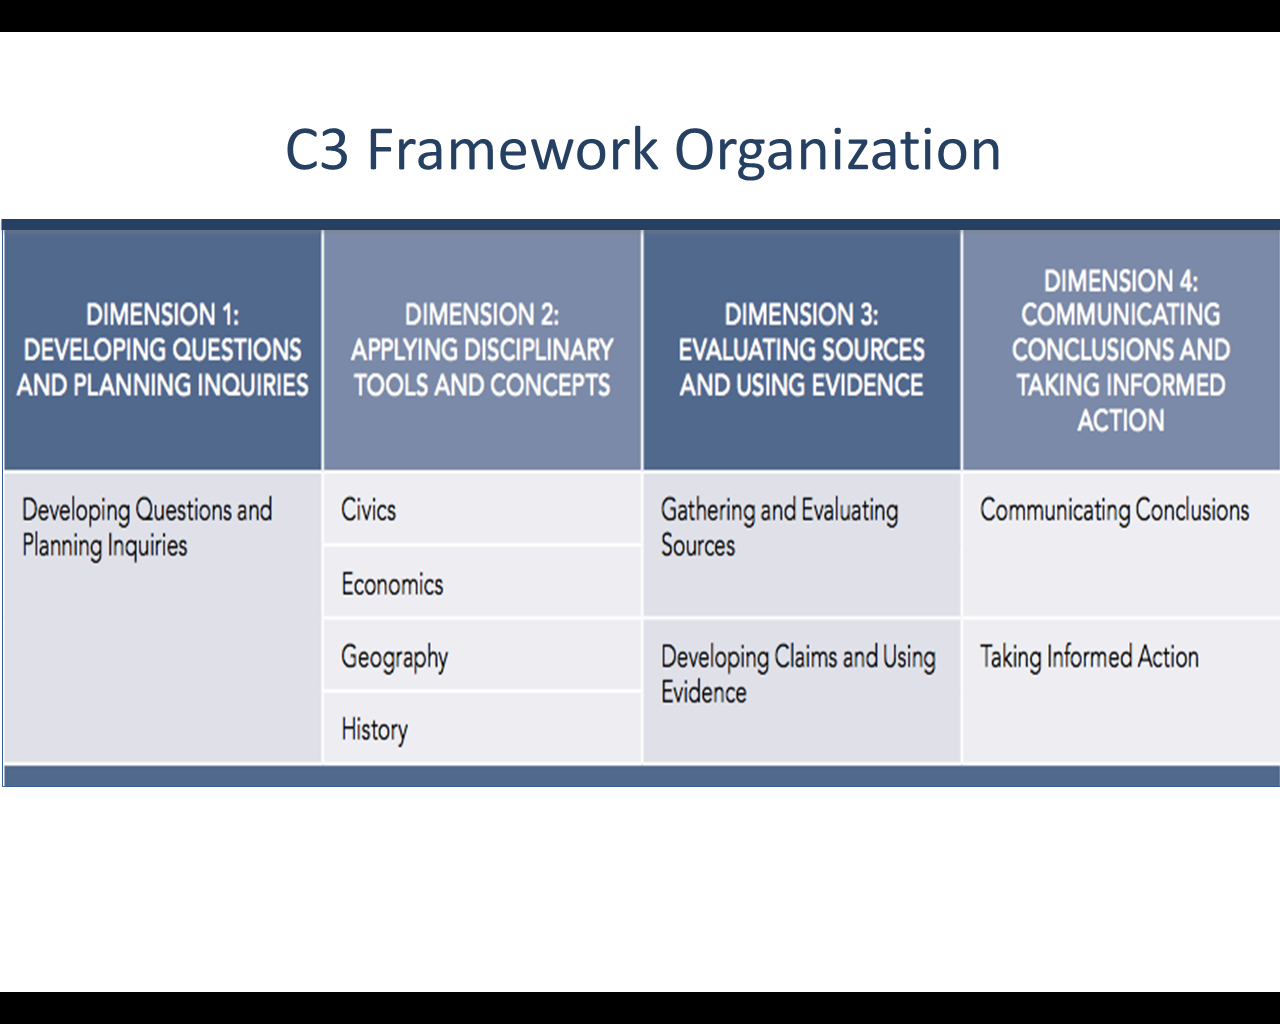 C3 Framework Organization
DIMENSION 1:
DEVELOPING QUESTIONS
AND PLANNING INQUIRIES
DIMENSION 2:
APPLYING DISCIPLINARY
TOOLS AND CONCEPTS
DIMENSION 3:
EVALUATING SOURCES
AND USING EVIDENCE
DIMENSION 4:
COMMUNICATING
CONCLUSIONS AND
TAKING INFORMED
ACTION
Developing Questions and
Planning Inquiries
Civics
Economics
Geography
History
Gathering and Evaluating
Sources
Developing Claims and Using
Evidence
Communicating Conclusions
Taking Informed Action